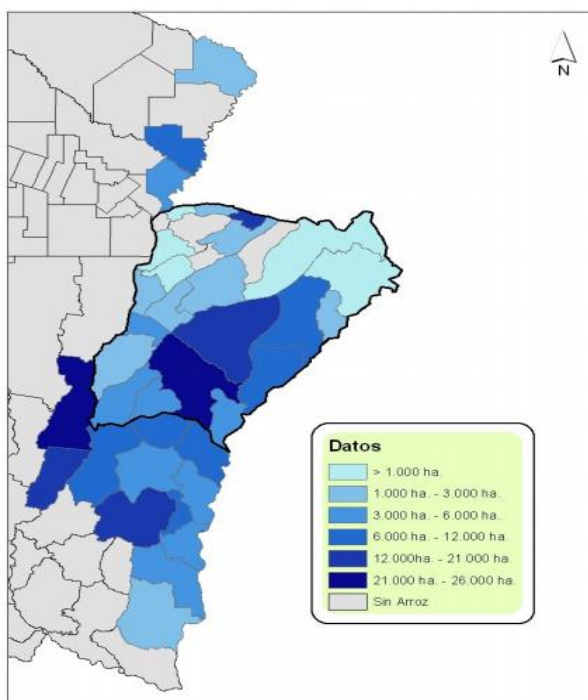 N
Datos
> 1.000 ha.
1.000 ha. - 3.000 ha.
3.000 ha. - 6.000 ha.
6.000 ha. - 12.000 ha.
12.000ha. - 21.000 ha.
21.000 ha. - 26.000 ha.
Sin Arroz